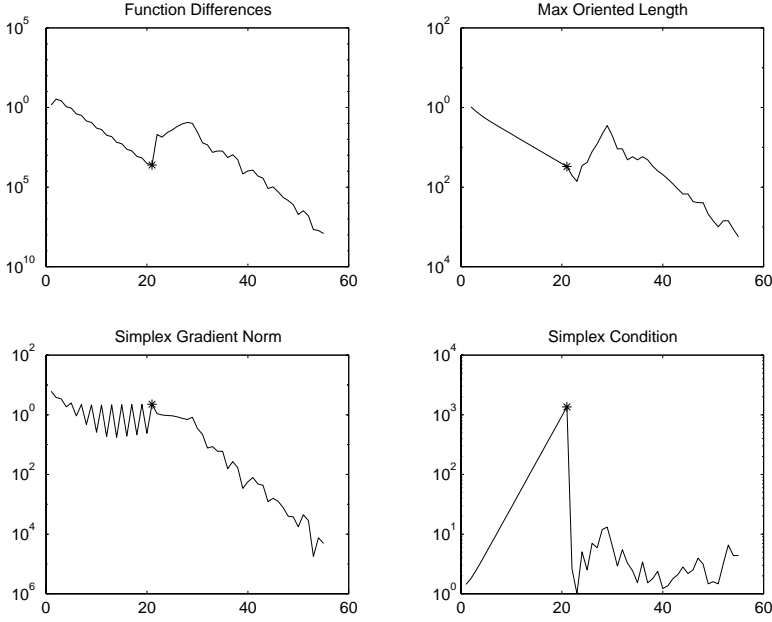 Function Differences
10^5
10^0
10^5
10^10
0 20 40 60
Max Oriented Length
10^2
10^0
10^2
10^4
0 20 40 60
Simplex Gradient Norm
10^2
10^0
10^2
10^4
10^6
0 20 40 60
Simplex Condition
10^4
10^3
10^2
10^1
10^0
0 20 40 60